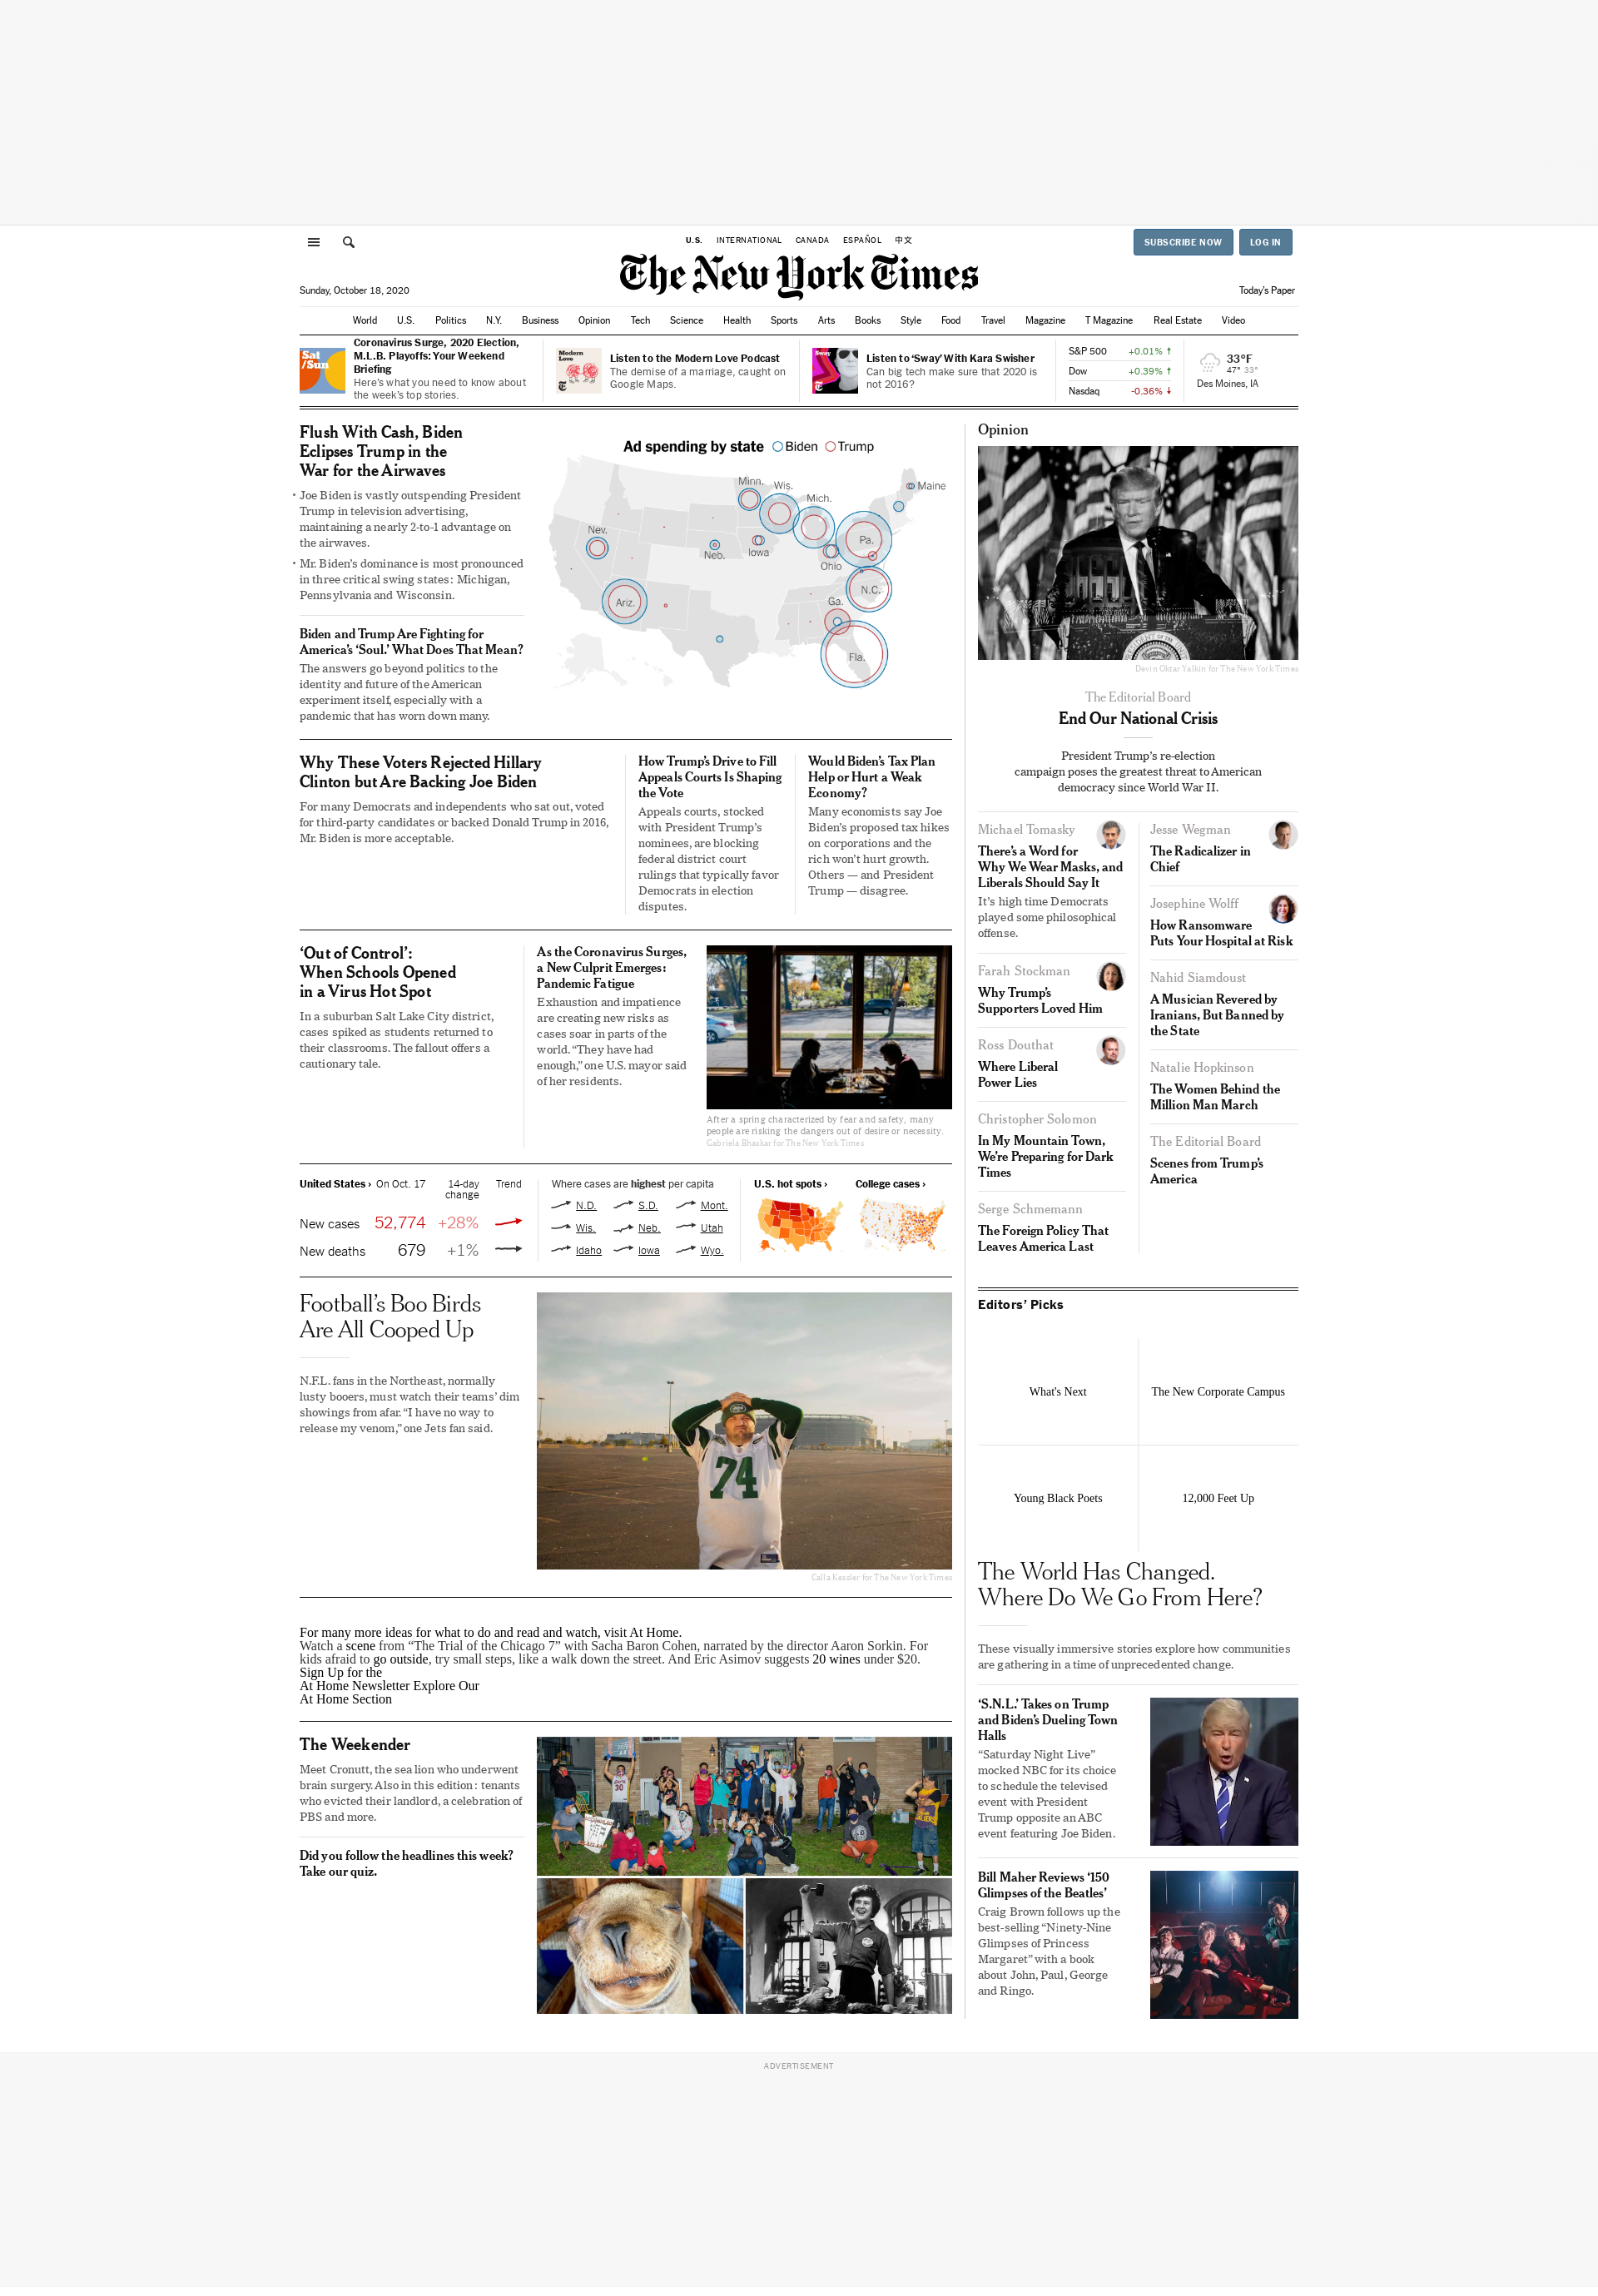 U.S. INTERNATIONAL CANADA ESPAÑOL 中文
SUBSCRIBE NOW LOG IN
The New York Times
Sunday, October 18, 2020
Today's Paper
World U.S. Politics N.Y. Business Opinion Tech Science Health Sports Arts Books Style Food Travel Magazine T Magazine Real Estate Video
Sat
/Sun
Coronavirus Surge, 2020 Election,
M.L.B. Playoffs: Your Weekend
Briefing
Here's what you need to know about
the week's top stories.
Modern
Love
Listen to the Modern Love Podcast
The demise of a marriage, caught on
Google Maps.
Sway
Listen to ‘Sway’ With Kara Swisher
Can big tech make sure that 2020 is
not 2016?
S&P 500 +0.01%
Dow +0.39%
Nasdaq -0.36%
33°F
47° 33°
Des Moines, IA
Flush With Cash, Biden
Eclipses Trump in the
War for the Airwaves
• Joe Biden is vastly outspending President
Trump in television advertising,
maintaining a nearly 2-to-1 advantage on
the airwaves.
• Mr. Biden’s dominance is most pronounced
in three critical swing states: Michigan,
Pennsylvania and Wisconsin.
Biden and Trump Are Fighting for
America’s ‘Soul.’ What Does That Mean?
The answers go beyond politics to the
identity and future of the American
experiment itself, especially with a
pandemic that has worn down many.
Ad spending by state Biden Trump
Minn.
Wis.
Mich.
Maine
Nev.
Neb.
Iowa
Ohio
Pa.
Ariz.
N.C.
Ga.
Fla.
Why These Voters Rejected Hillary
Clinton but Are Backing Joe Biden
For many Democrats and independents who sat out, voted
for third-party candidates or backed Donald Trump in 2016,
Mr. Biden is more acceptable.
How Trump’s Drive to Fill
Appeals Courts Is Shaping
the Vote
Appeals courts, stocked
with President Trump’s
nominees, are blocking
federal district court
rulings that typically favor
Democrats in election
disputes.
Would Biden’s Tax Plan
Help or Hurt a Weak
Economy?
Many economists say Joe
Biden’s proposed tax hikes
on corporations and the
rich won’t hurt growth.
Others — and President
Trump — disagree.
‘Out of Control’:
When Schools Opened
in a Virus Hot Spot
In a suburban Salt Lake City district,
cases spiked as students returned to
their classrooms. The fallout offers a
cautionary tale.
As the Coronavirus Surges,
a New Culprit Emerges:
Pandemic Fatigue
Exhaustion and impatience
are creating new risks as
cases soar in parts of the
world. “They have had
enough,” one U.S. mayor said
of her residents.
After a spring characterized by fear and safety, many
people are risking the dangers out of desire or necessity.
Gabriela Bhaskar for The New York Times
United States › On Oct. 17 14-day
change Trend
New cases 52,774 +28%
New deaths 679 +1%
Where cases are highest per capita
N.D. S.D. Mont.
Wis. Neb. Utah
Idaho Iowa Wyo.
U.S. hot spots ›
College cases ›
Football’s Boo Birds
Are All Cooped Up
N.F.L. fans in the Northeast, normally
lusty booers, must watch their teams’ dim
showings from afar. “I have no way to
release my venom,” one Jets fan said.
74
Calla Kessler for The New York Times
For many more ideas for what to do and read and watch, visit At Home.
Watch a scene from “The Trial of the Chicago 7” with Sacha Baron Cohen, narrated by the director Aaron Sorkin. For
kids afraid to go outside, try small steps, like a walk down the street. And Eric Asimov suggests 20 wines under $20.
Sign Up for the
At Home Newsletter Explore Our
At Home Section
The Weekender
Meet Cronutt, the sea lion who underwent
brain surgery. Also in this edition: tenants
who evicted their landlord, a celebration of
PBS and more.
Did you follow the headlines this week?
Take our quiz.
30
Opinion
Devin Oktar Yalkin for The New York Times
The Editorial Board
End Our National Crisis
President Trump’s re-election
campaign poses the greatest threat to American
democracy since World War II.
Michael Tomasky
There’s a Word for
Why We Wear Masks, and
Liberals Should Say It
It’s high time Democrats
played some philosophical
offense.
Farah Stockman
Why Trump’s
Supporters Loved Him
Ross Douthat
Where Liberal
Power Lies
Christopher Solomon
In My Mountain Town,
We’re Preparing for Dark
Times
Serge Schmemann
The Foreign Policy That
Leaves America Last
Jesse Wegman
The Radicalizer in
Chief
Josephine Wolff
How Ransomware
Puts Your Hospital at Risk
Nahid Siamdoust
A Musician Revered by
Iranians, But Banned by
the State
Natalie Hopkinson
The Women Behind the
Million Man March
The Editorial Board
Scenes from Trump’s
America
Editors’ Picks
What's Next
The New Corporate Campus
Young Black Poets
12,000 Feet Up
The World Has Changed.
Where Do We Go From Here?
These visually immersive stories explore how communities
are gathering in a time of unprecedented change.
‘S.N.L.’ Takes on Trump
and Biden’s Dueling Town
Halls
“Saturday Night Live”
mocked NBC for its choice
to schedule the televised
event with President
Trump opposite an ABC
event featuring Joe Biden.
Bill Maher Reviews ‘150
Glimpses of the Beatles’
Craig Brown follows up the
best-selling “Ninety-Nine
Glimpses of Princess
Margaret” with a book
about John, Paul, George
and Ringo.
ADVERTISEMENT